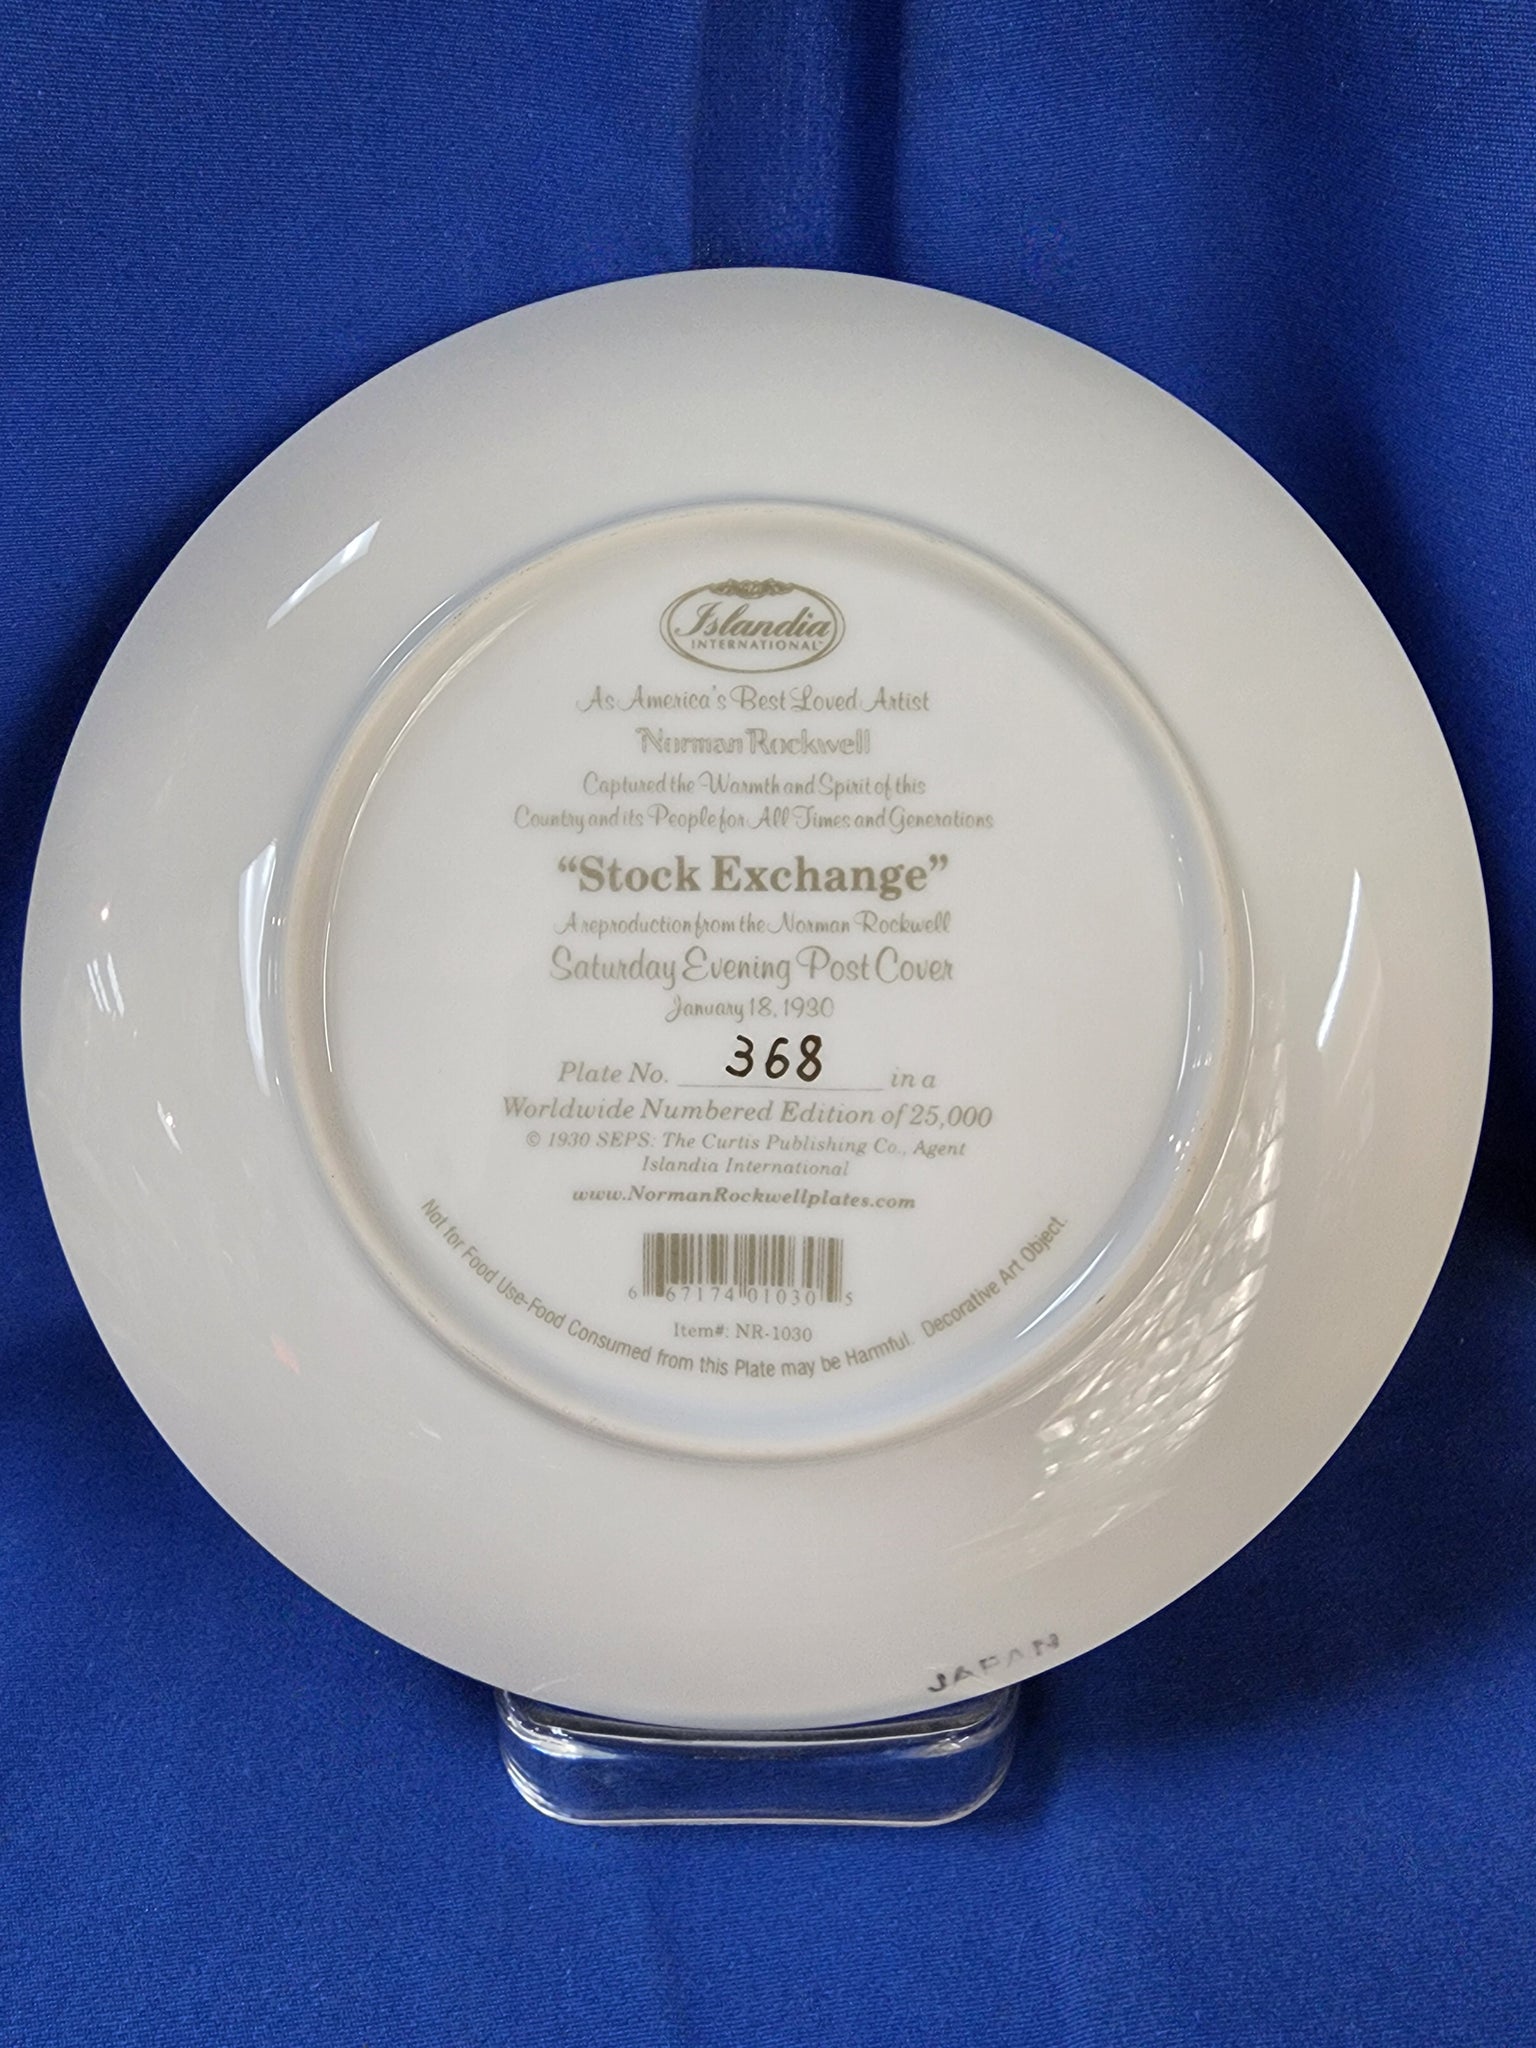 Islandia
INTERNATIONAL™
As America's Best Loved Artist
Norman Rockwell
Captured the Warmth and Spirit of this
Country and its People for All Times and Generations
"Stock Exchange"
A reproduction from the Norman Rockwell
Saturday Evening Post Cover
January 18, 1930
Plate No. 368 in a
Worldwide Numbered Edition of 25,000
© 1930 SEPS: The Curtis Publishing Co., Agent
Islandia International
www.NormanRockwellplates.com
6 67174 01030 5
Item#: NR-1030
Not for Food Use-Food Consumed from this Plate may be Harmful. Decorative Art Object.
JAPAN